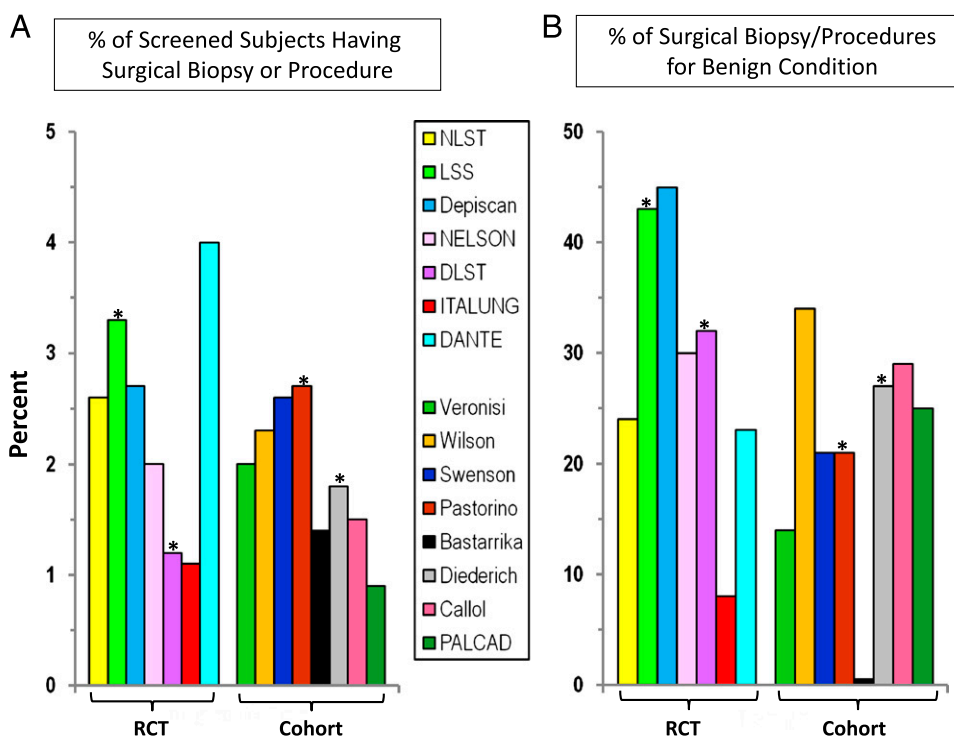 A
% of Screened Subjects Having
Surgical Biopsy or Procedure
B
% of Surgical Biopsy/Procedures
for Benign Condition
Percent
5
4
3
2
1
0
*
*
*
*
RCT
Cohort
NLST
LSS
Depiscan
NELSON
DLST
ITALUNG
DANTE
Veronisi
Wilson
Swenson
Pastorino
Bastarrika
Diederich
Callol
PALCAD
50
40
30
20
10
0
*
*
*
*
RCT
Cohort